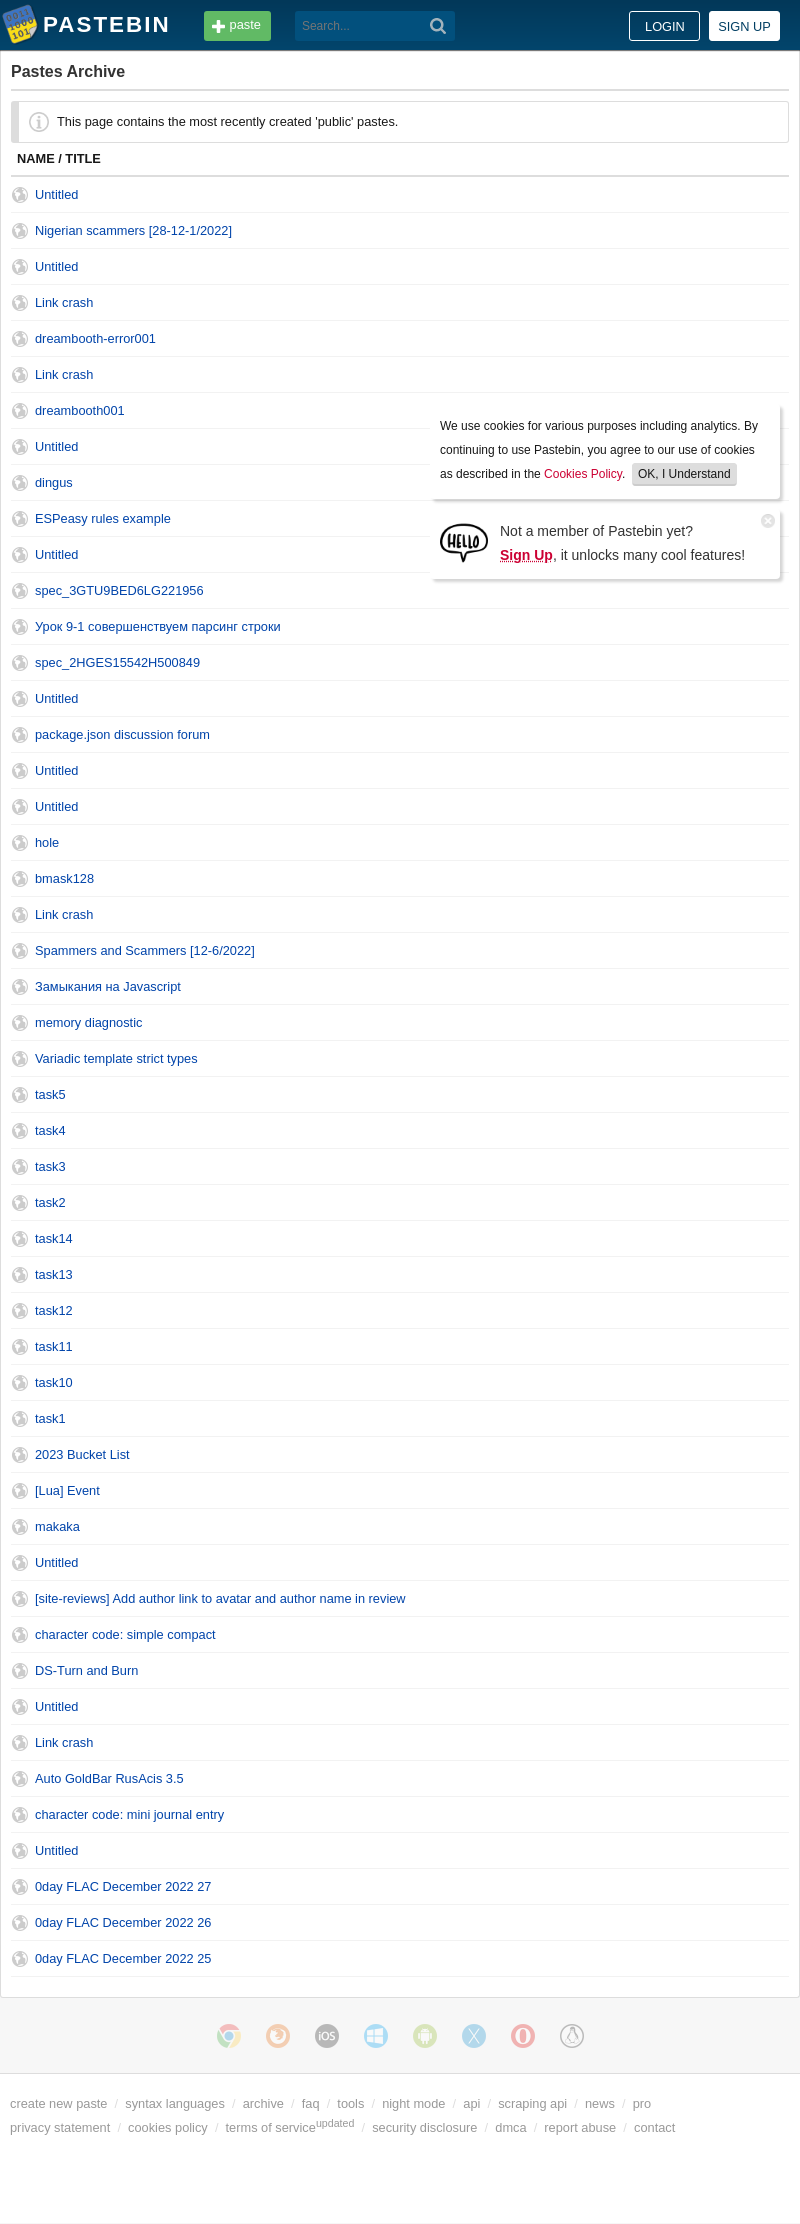 PASTEBIN
paste
Search...
LOGIN
SIGN UP
Pastes Archive
This page contains the most recently created 'public' pastes.
NAME / TITLE
Untitled
Nigerian scammers [28-12-1/2022]
Untitled
Link crash
dreambooth-error001
Link crash
dreambooth001
Untitled
dingus
ESPeasy rules example
Untitled
We use cookies for various purposes including analytics. By
continuing to use Pastebin, you agree to our use of cookies
as described in the Cookies Policy. OK, I Understand
HELLO
Not a member of Pastebin yet?
Sign Up, it unlocks many cool features!
spec_3GTU9BED6LG221956
Урок 9-1 совершенствуем парсинг строки
spec_2HGES15542H500849
Untitled
package.json discussion forum
Untitled
Untitled
hole
bmask128
Link crash
Spammers and Scammers [12-6/2022]
Замыкания на Javascript
memory diagnostic
Variadic template strict types
task5
task4
task3
task2
task14
task13
task12
task11
task10
task1
2023 Bucket List
[Lua] Event
makaka
Untitled
[site-reviews] Add author link to avatar and author name in review
character code: simple compact
DS-Turn and Burn
Untitled
Link crash
Auto GoldBar RusAcis 3.5
character code: mini journal entry
Untitled
0day FLAC December 2022 27
0day FLAC December 2022 26
0day FLAC December 2022 25
iOS
create new paste / syntax languages / archive / faq / tools / night mode / api / scraping api / news / pro
privacy statement / cookies policy / terms of service updated / security disclosure / dmca / report abuse / contact